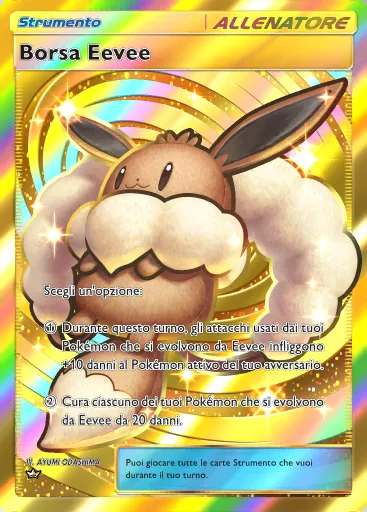 Strumento
ALLENATORE
Borsa Eevee
Scegli un'opzione:
① Durante questo turno, gli attacchi usati dai tuoi
Pokémon che si evolvono da Eevee infliggono
+10 danni al Pokémon attivo del tuo avversario.
② Cura ciascuno dei tuoi Pokémon che si evolvono
da Eevee da 20 danni.
Ill. AYUMI ODASHIMA
Puoi giocare tutte le carte Strumento che vuoi
durante il tuo turno.